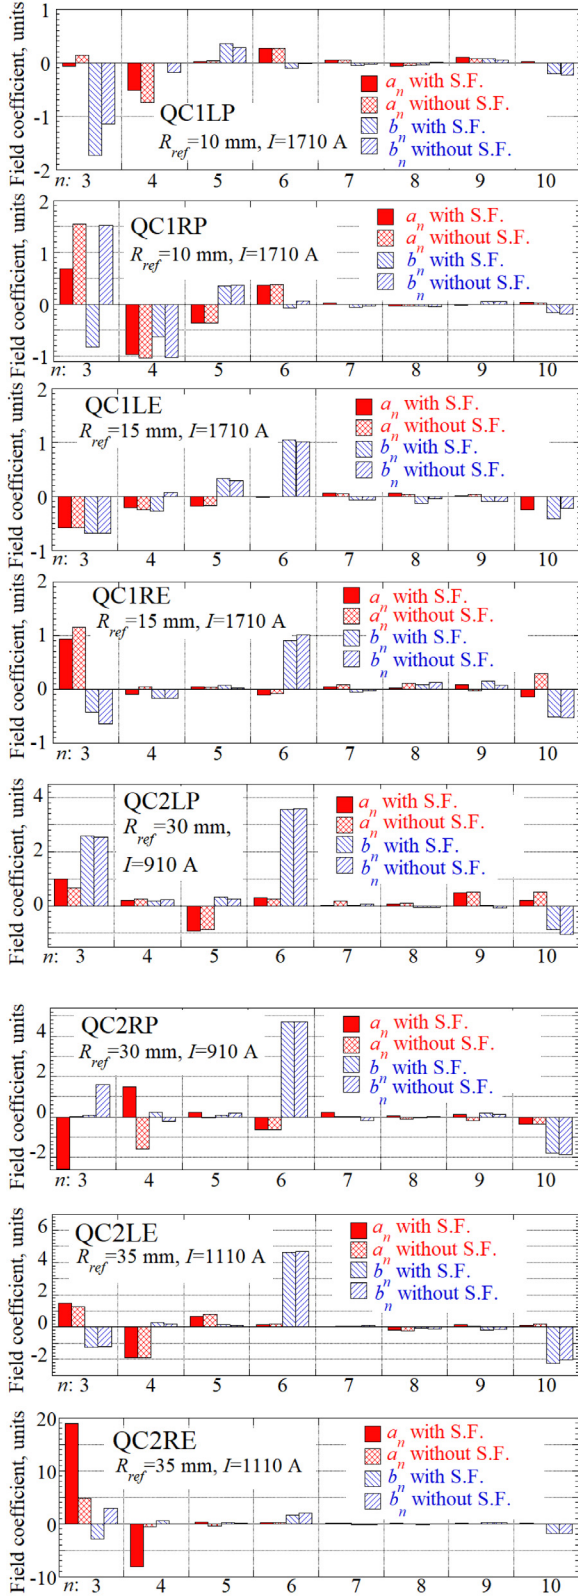 Field coefficient, units
1
0
-1
-2
QC1LP
R_ref=10 mm, I=1710 A
a_n with S.F.
a_n without S.F.
b_n with S.F.
b_n without S.F.
n: 3 4 5 6 7 8 9 10
Field coefficient, units
2
1
0
-1
QC1RP
R_ref=10 mm, I=1710 A
a_n with S.F.
a_n without S.F.
b_n with S.F.
b_n without S.F.
n: 3 4 5 6 7 8 9 10
Field coefficient, units
2
1
0
-1
QC1LE
R_ref=15 mm, I=1710 A
a_n with S.F.
a_n without S.F.
b_n with S.F.
b_n without S.F.
n: 3 4 5 6 7 8 9 10
Field coefficient, units
2
1
0
-1
QC1RE
R_ref=15 mm, I=1710 A
a_n with S.F.
a_n without S.F.
b_n with S.F.
b_n without S.F.
n: 3 4 5 6 7 8 9 10
Field coefficient, units
4
2
0
QC2LP
R_ref=30 mm,
I=910 A
a_n with S.F.
a_n without S.F.
b_n with S.F.
b_n without S.F.
n: 3 4 5 6 7 8 9 10
Field coefficient, units
4
2
0
-2
QC2RP
R_ref=30 mm, I=910 A
a_n with S.F.
a_n without S.F.
b_n with S.F.
b_n without S.F.
n: 3 4 5 6 7 8 9 10
Field coefficient, units
6
4
2
0
-2
QC2LE
R_ref=35 mm, I=1110 A
a_n with S.F.
a_n without S.F.
b_n with S.F.
b_n without S.F.
n: 3 4 5 6 7 8 9 10
Field coefficient, units
20
10
0
-10
QC2RE
R_ref=35 mm, I=1110 A
a_n with S.F.
a_n without S.F.
b_n with S.F.
b_n without S.F.
n: 3 4 5 6 7 8 9 10